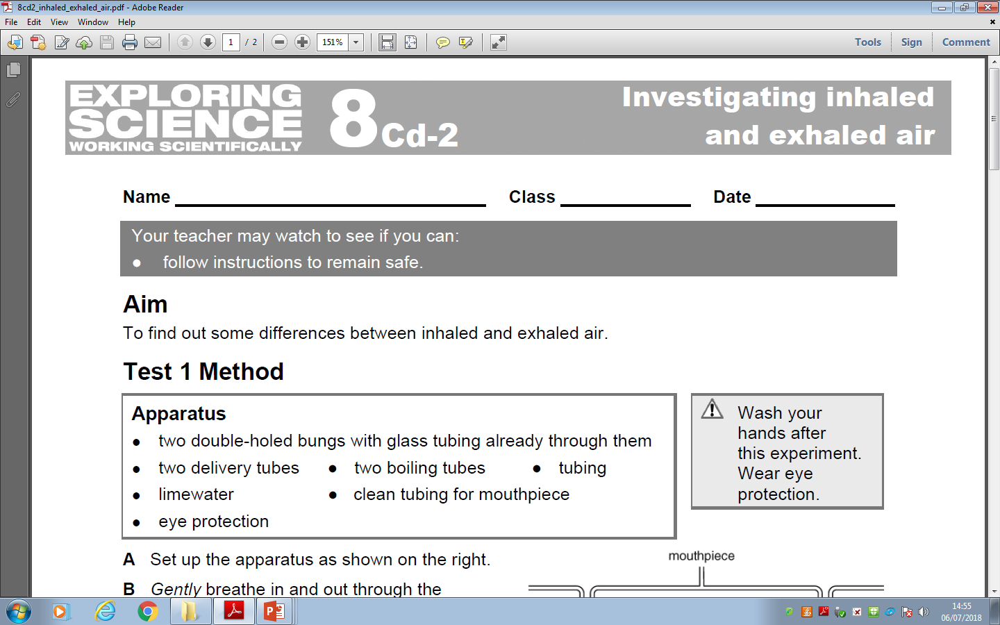 8cd2_inhaled_exhaled_air.pdf - Adobe Reader
File Edit View Window Help
1 / 2 151% Tools Sign Comment
EXPLORING
SCIENCE
WORKING SCIENTIFICALLY
8Cd-2
Investigating inhaled
and exhaled air
Name Class Date
Your teacher may watch to see if you can:
● follow instructions to remain safe.
Aim
To find out some differences between inhaled and exhaled air.
Test 1 Method
Apparatus
● two double-holed bungs with glass tubing already through them
● two delivery tubes ● two boiling tubes ● tubing
● limewater ● clean tubing for mouthpiece
● eye protection
Wash your
hands after
this experiment.
Wear eye
protection.
A Set up the apparatus as shown on the right.
mouthpiece
B Gently breathe in and out through the
14:55
06/07/2018